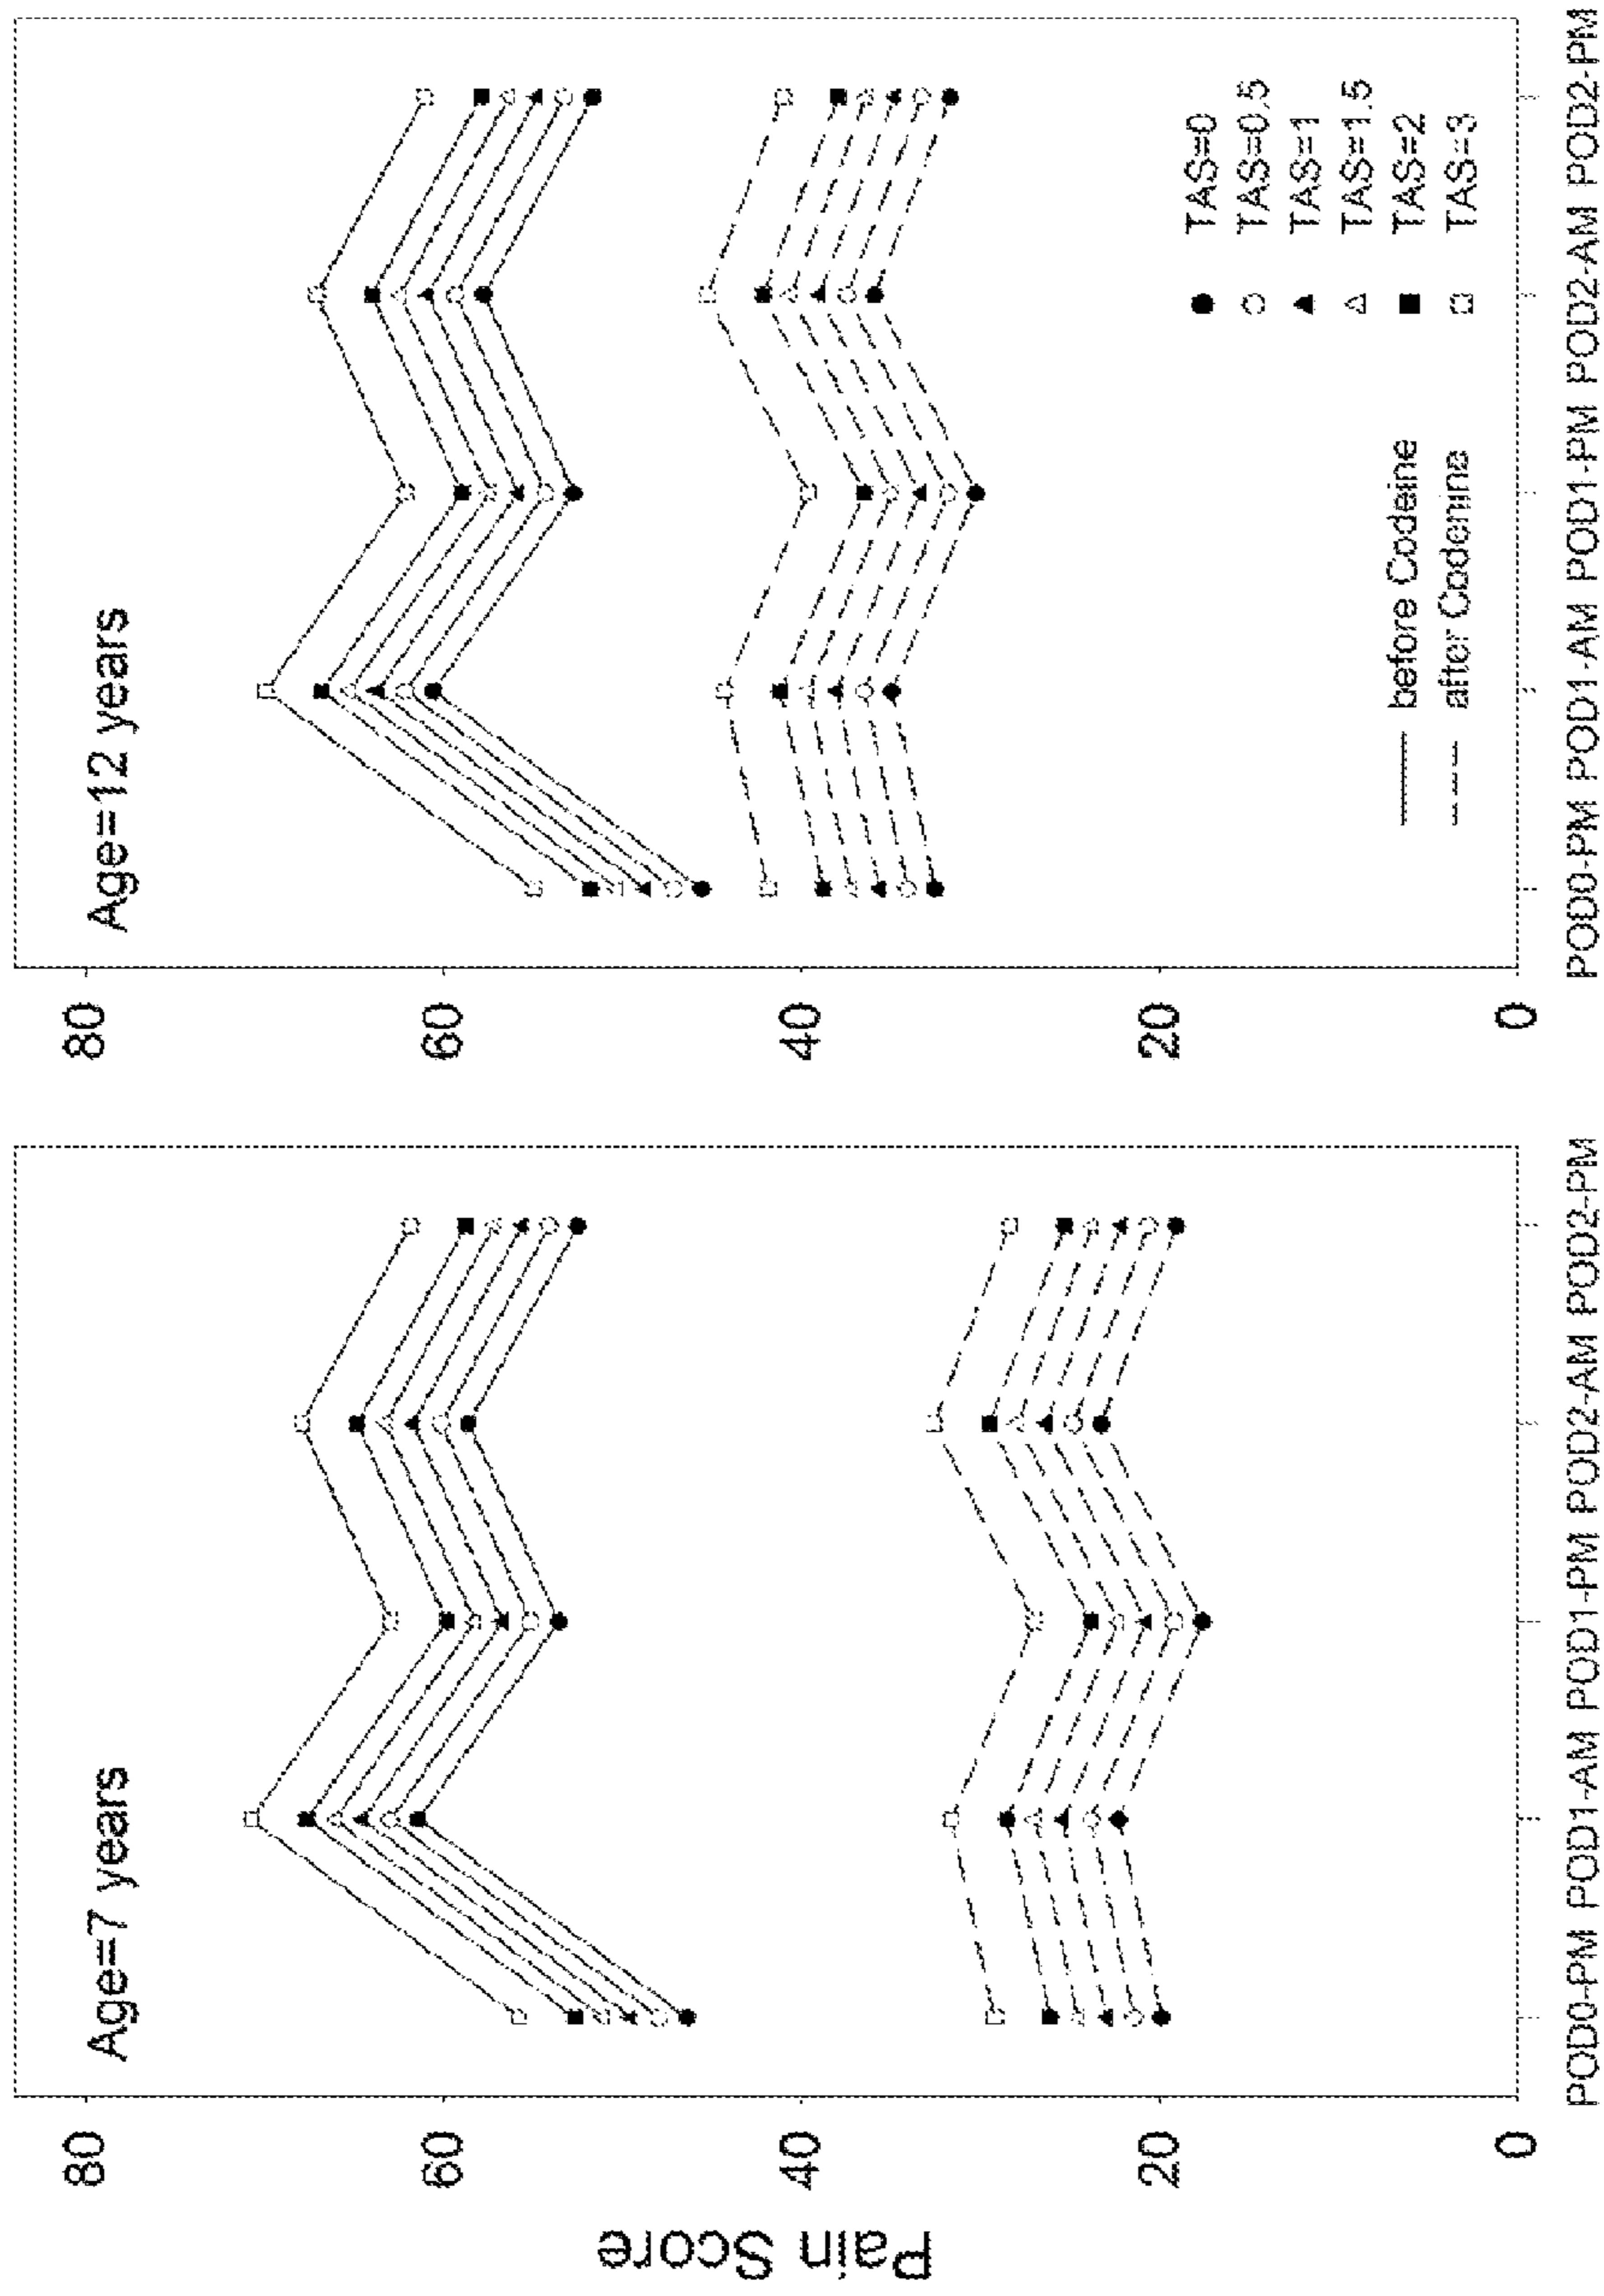 Pain Score
Age=7 years
80
60
40
20
0
POD0-PM POD1-AM POD1-PM POD2-AM POD2-PM
Age=12 years
80
60
40
20
0
before Codeine
after Codenine
TAS=0
TAS=0.5
TAS=1
TAS=1.5
TAS=2
TAS=3
POD0-PM POD1-AM POD1-PM POD2-AM POD2-PM